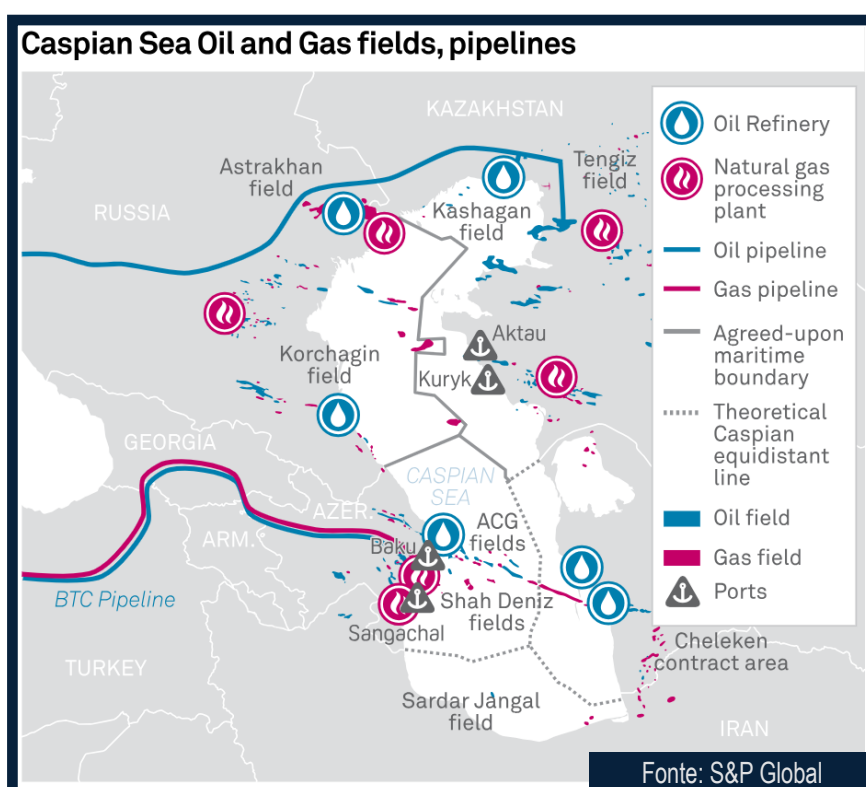 Caspian Sea Oil and Gas fields, pipelines
KAZAKHSTAN
Astrakhan
field
Tengiz
field
RUSSIA
Kashagan
field
Aktau
Korchagin
field
Kuryk
GEORGIA
CASPIAN
SEA
AZER.
ARM.
ACG
fields
Baku
BTC Pipeline
Shah Deniz
fields
Sangachal
Cheleken
contract area
TURKEY
Sardar Jangal
field
IRAN
Oil Refinery
Natural gas
processing
plant
Oil pipeline
Gas pipeline
Agreed-upon
maritime
boundary
Theoretical
Caspian
equidistant
line
Oil field
Gas field
Ports
Fonte: S&P Global